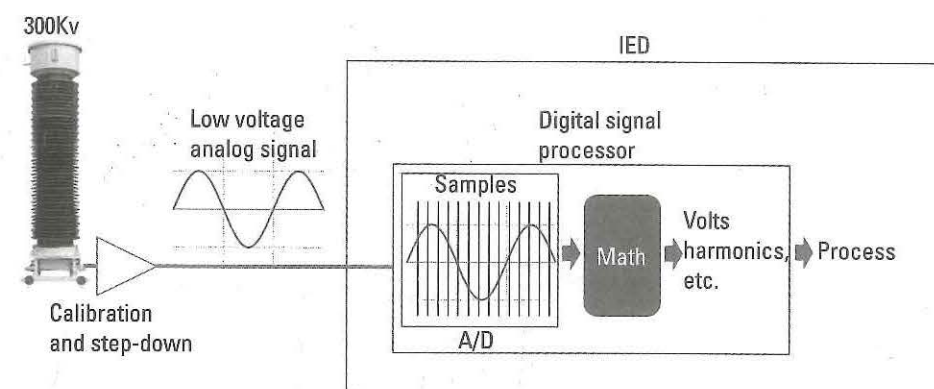 300Kv
IED
Low voltage
analog signal
Digital signal
processor
Samples
Math
Volts
harmonics,
etc.
Process
A/D
Calibration
and step-down